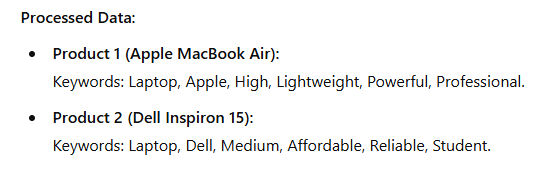 Processed Data:
• Product 1 (Apple MacBook Air):
Keywords: Laptop, Apple, High, Lightweight, Powerful, Professional.
• Product 2 (Dell Inspiron 15):
Keywords: Laptop, Dell, Medium, Affordable, Reliable, Student.